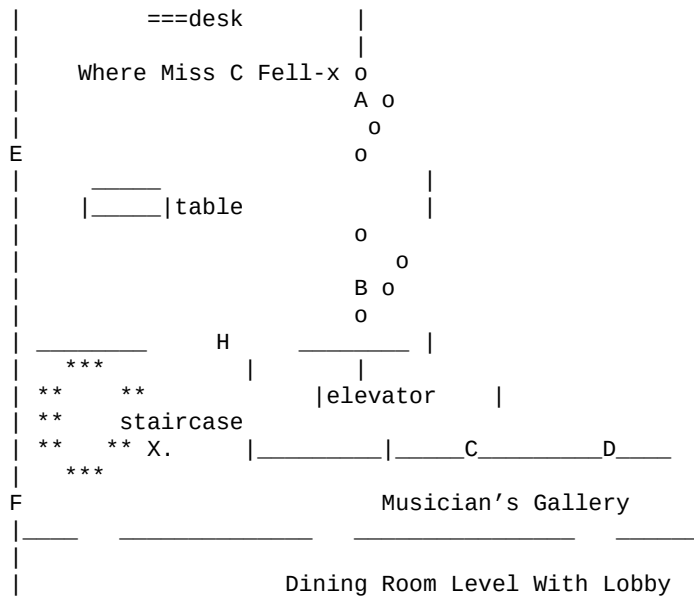 ===desk
Where Miss C Fell-x o
A o
o
E o
table
o
o
B o
o
H
***
** ** elevator
** staircase
** ** X. C D
***
F Musician’s Gallery
Dining Room Level With Lobby